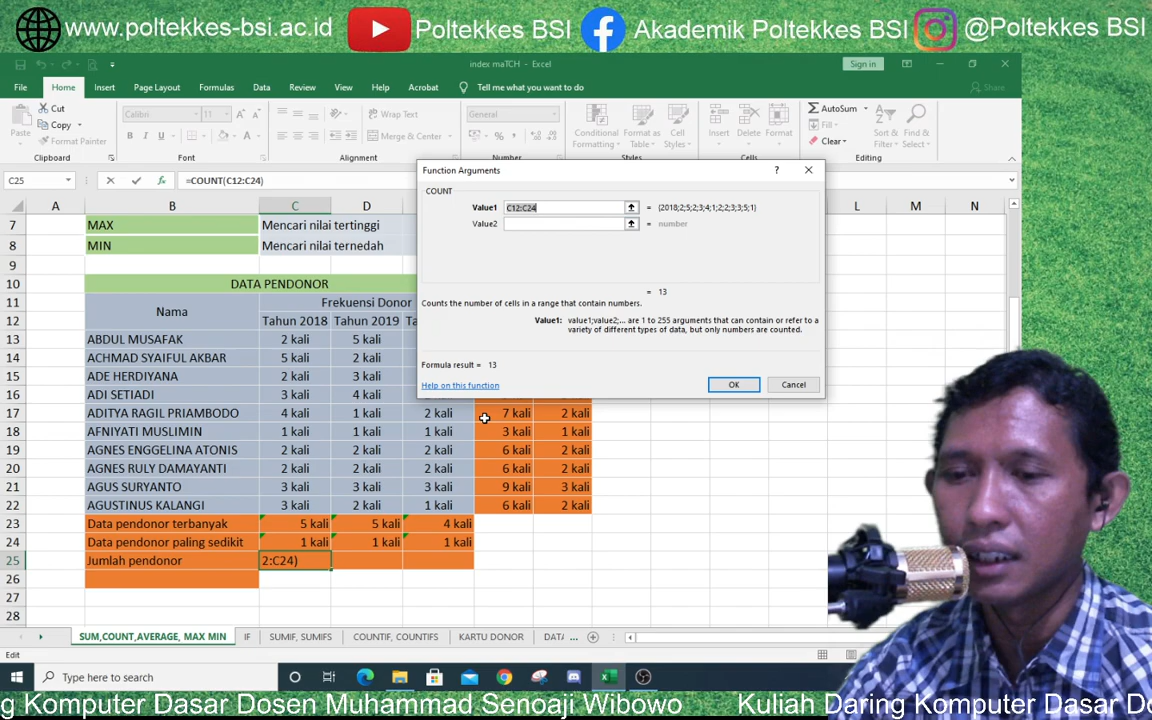 www.poltekkes-bsi.ac.id Poltekkes BSI Akademik Poltekkes BSI @Poltekkes BSI
index maTCH - Excel Sign in
File Home Insert Page Layout Formulas Data Review View Help Acrobat Tell me what you want to do Share
Paste Cut Copy Format Painter
Calibri 11 Wrap Text General AutoSum
B I U Merge & Center Conditional Formatting Format as Table Cell Styles Insert Delete Format Fill Clear Sort & Filter Find & Select
Clipboard Font Alignment Number Styles Cells Editing
C25 =COUNT(C12:C24)
Function Arguments ?
COUNT
Value1 C12:C24 = {2018;2;5;2;3;4;1;2;2;3;3;5;1}
Value2 = number
= 13
Counts the number of cells in a range that contain numbers.
Value1: value1;value2;... are 1 to 255 arguments that can contain or refer to a
variety of different types of data, but only numbers are counted.
Formula result = 13
Help on this function OK Cancel
A B C D L M N
7 MAX Mencari nilai tertinggi
8 MIN Mencari nilai ternedah
9
10 DATA PENDONOR
11 Nama Frekuensi Donor
12 Tahun 2018 Tahun 2019 Ta
13 ABDUL MUSAFAK 2 kali 5 kali
14 ACHMAD SYAIFUL AKBAR 5 kali 2 kali
15 ADE HERDIYANA 2 kali 3 kali
16 ADI SETIADI 3 kali 4 kali
17 ADITYA RAGIL PRIAMBODO 4 kali 1 kali 2 kali 7 kali 2 kali
18 AFNIYATI MUSLIMIN 1 kali 1 kali 1 kali 3 kali 1 kali
19 AGNES ENGGELINA ATONIS 2 kali 2 kali 2 kali 6 kali 2 kali
20 AGNES RULY DAMAYANTI 2 kali 2 kali 2 kali 6 kali 2 kali
21 AGUS SURYANTO 3 kali 3 kali 3 kali 9 kali 3 kali
22 AGUSTINUS KALANGI 3 kali 2 kali 1 kali 6 kali 2 kali
23 Data pendonor terbanyak 5 kali 5 kali 4 kali
24 Data pendonor paling sedikit 1 kali 1 kali 1 kali
25 Jumlah pendonor 2:C24)
26
27
28
SUM,COUNT,AVERAGE, MAX MIN IF SUMIF, SUMIFS COUNTIF, COUNTIFS KARTU DONOR DATA ...
Edit
Type here to search
g Komputer Dasar Dosen Muhammad Senoaji Wibowo Kuliah Daring Komputer Dasar Do